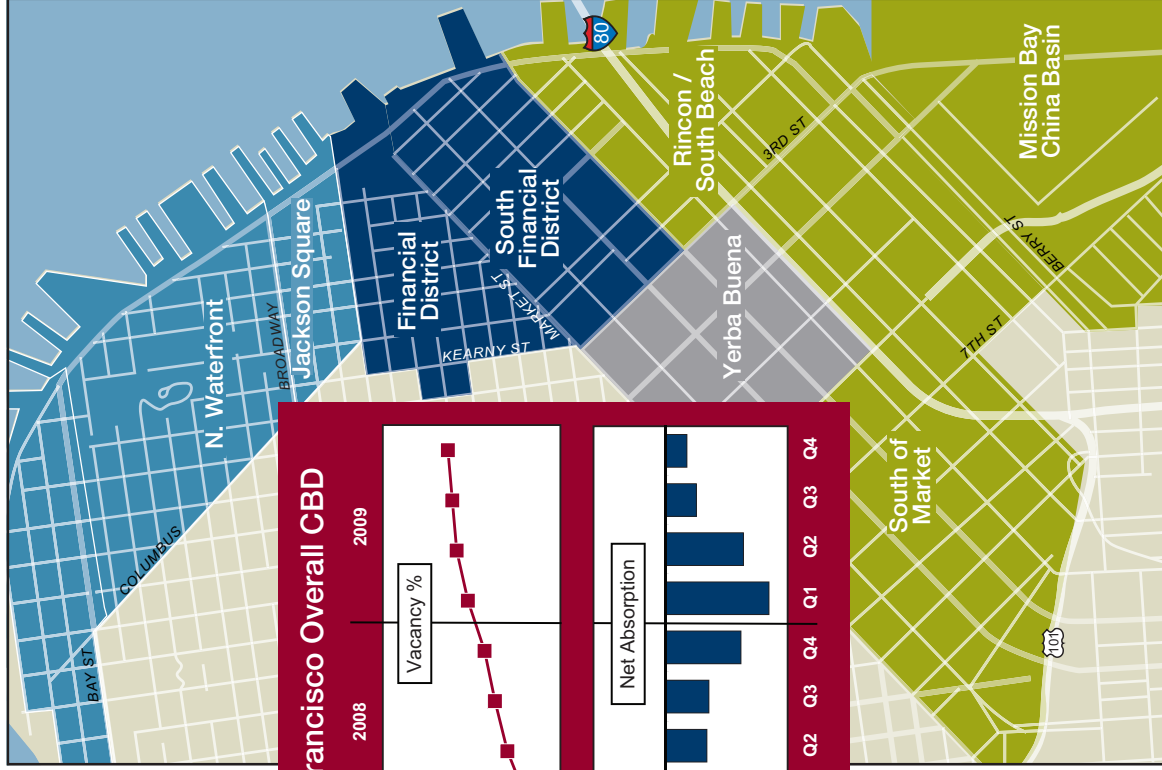 80
N. Waterfront
BROADWAY
Jackson Square
COLUMBUS
BAY ST
Financial
District
South
Financial
District
KEARNY ST
MARKET ST
Rincon /
South Beach
3RD ST
Yerba Buena
Mission Bay
China Basin
BERRY ST
7TH ST
South of
Market
101
rancisco Overall CBD
2008
2009
Vacancy %
Net Absorption
Q2
Q3
Q4
Q1
Q2
Q3
Q4